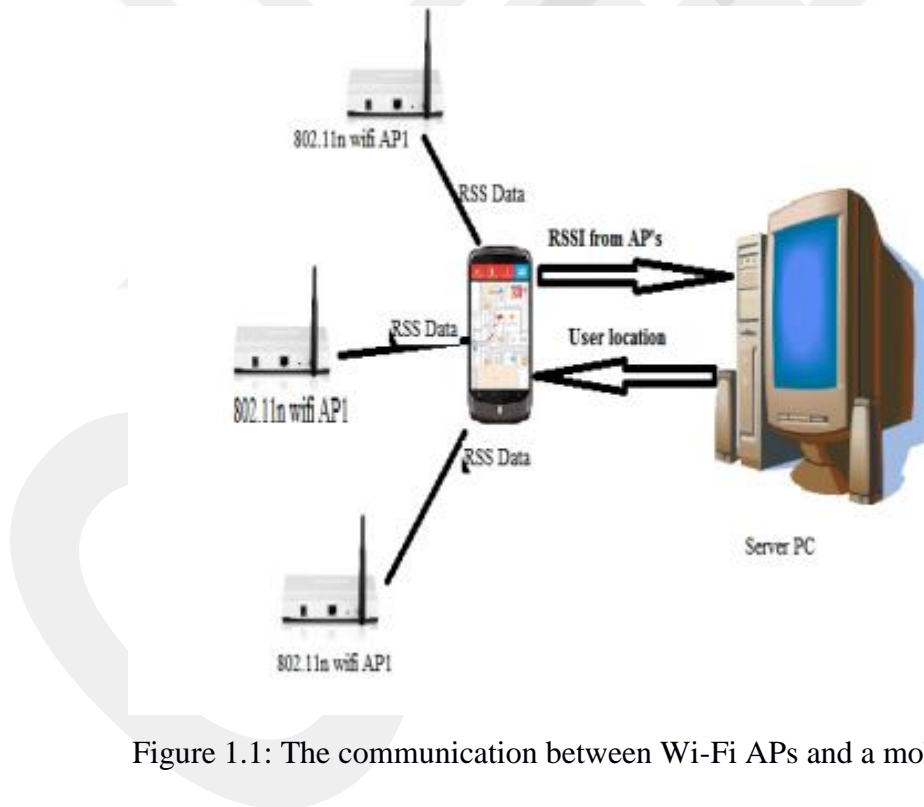 802.11n wifi AP1
RSS Data
RSSI from AP's
RSS Data
User location
802.11n wifi AP1
RSS Data
Server PC
802.11n wifi AP1
Figure 1.1: The communication between Wi-Fi APs and a mo